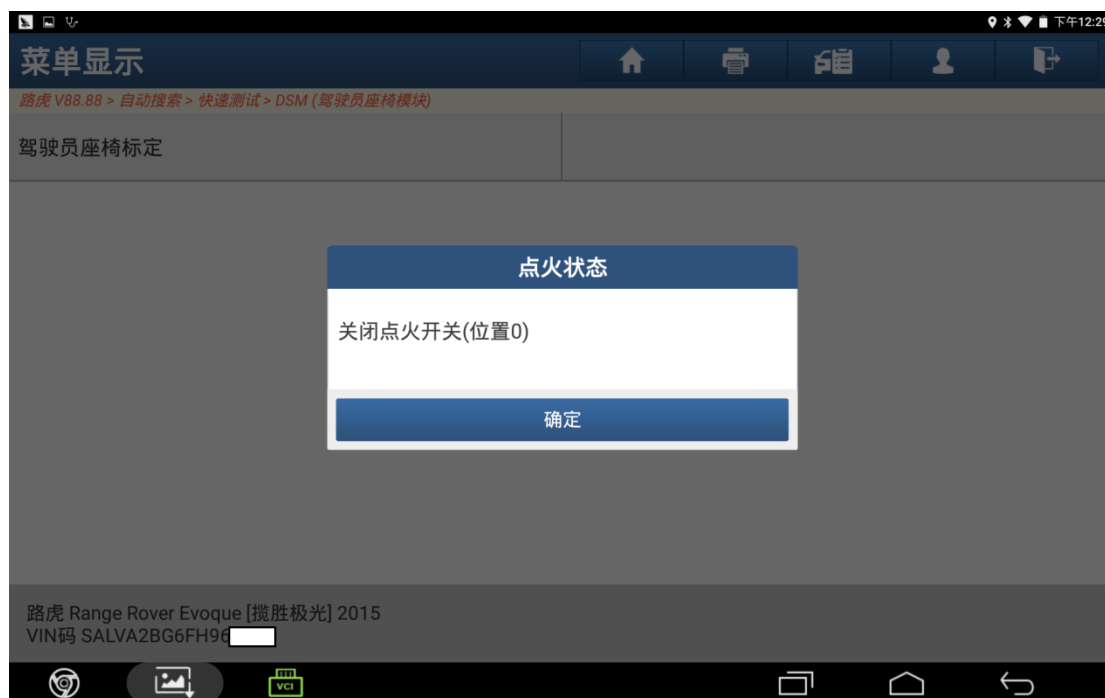 下午12:29
菜单显示
路虎 V88.88 > 自动搜索 > 快速测试 > DSM (驾驶员座椅模块)
驾驶员座椅标定
点火状态
关闭点火开关(位置0)
确定
路虎 Range Rover Evoque [揽胜极光] 2015
VIN码 SALVA2BG6FH96
VCI